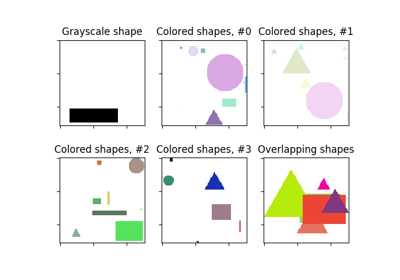 Grayscale shape
Colored shapes, #0
Colored shapes, #1
Colored shapes, #2
Colored shapes, #3
Overlapping shapes